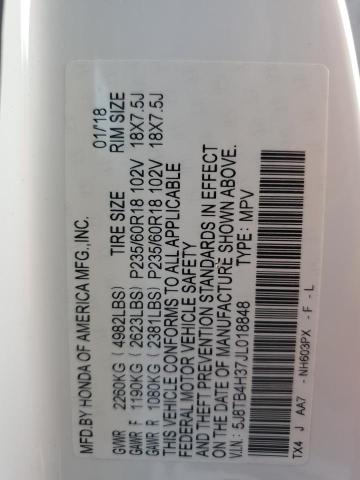 MFD.BY HONDA OF AMERICA MFG.,INC. 01/'18
TIRE SIZE RIM SIZE
GVWR 2260KG ( 4982LBS)
GAWR F 1190KG ( 2623LBS) P235/60R18 102V 18X7.5J
GAWR R 1080KG ( 2381LBS) P235/60R18 102V 18X7.5J
THIS VEHICLE CONFORMS TO ALL APPLICABLE
FEDERAL MOTOR VEHICLE SAFETY
AND THEFT PREVENTION STANDARDS IN EFFECT
ON THE DATE OF MANUFACTURE SHOWN ABOVE.
V.I.N.: 5J8TB4H37JL018848 TYPE: MPV
TX4 J AA7 - NH603PX - F - L